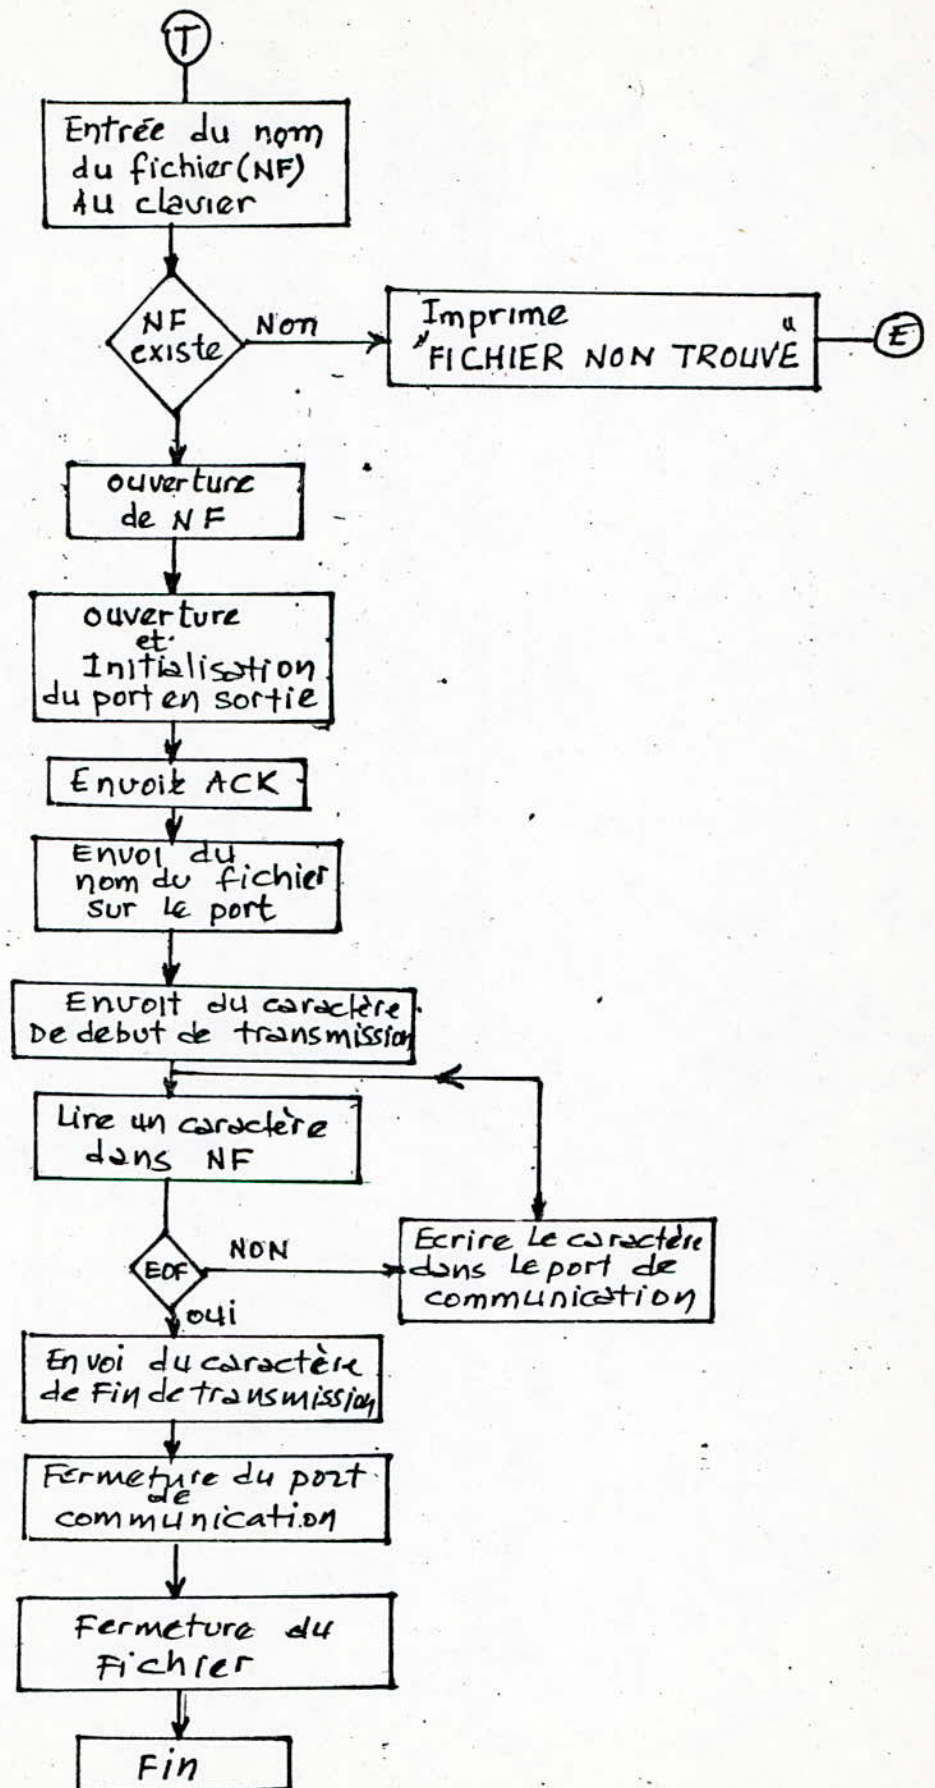 T
Entrée du nom
du fichier (NF)
Au clavier
NF
existe
Non
Imprime
"FICHIER NON TROUVE"
E
ouverture
de NF
ouverture
et
Initialisation
du port en sortie
Envoit ACK
Envoi du
nom du fichier
sur le port
Envoit du caractère
De debut de transmission
Lire un caractère
dans NF
EOF
NON
Ecrire Le caractère
dans Le port de
communication
oui
Envoi du caractère
de Fin de transmission
Fermeture du port
de
communication
Fermeture du
Fichier
Fin